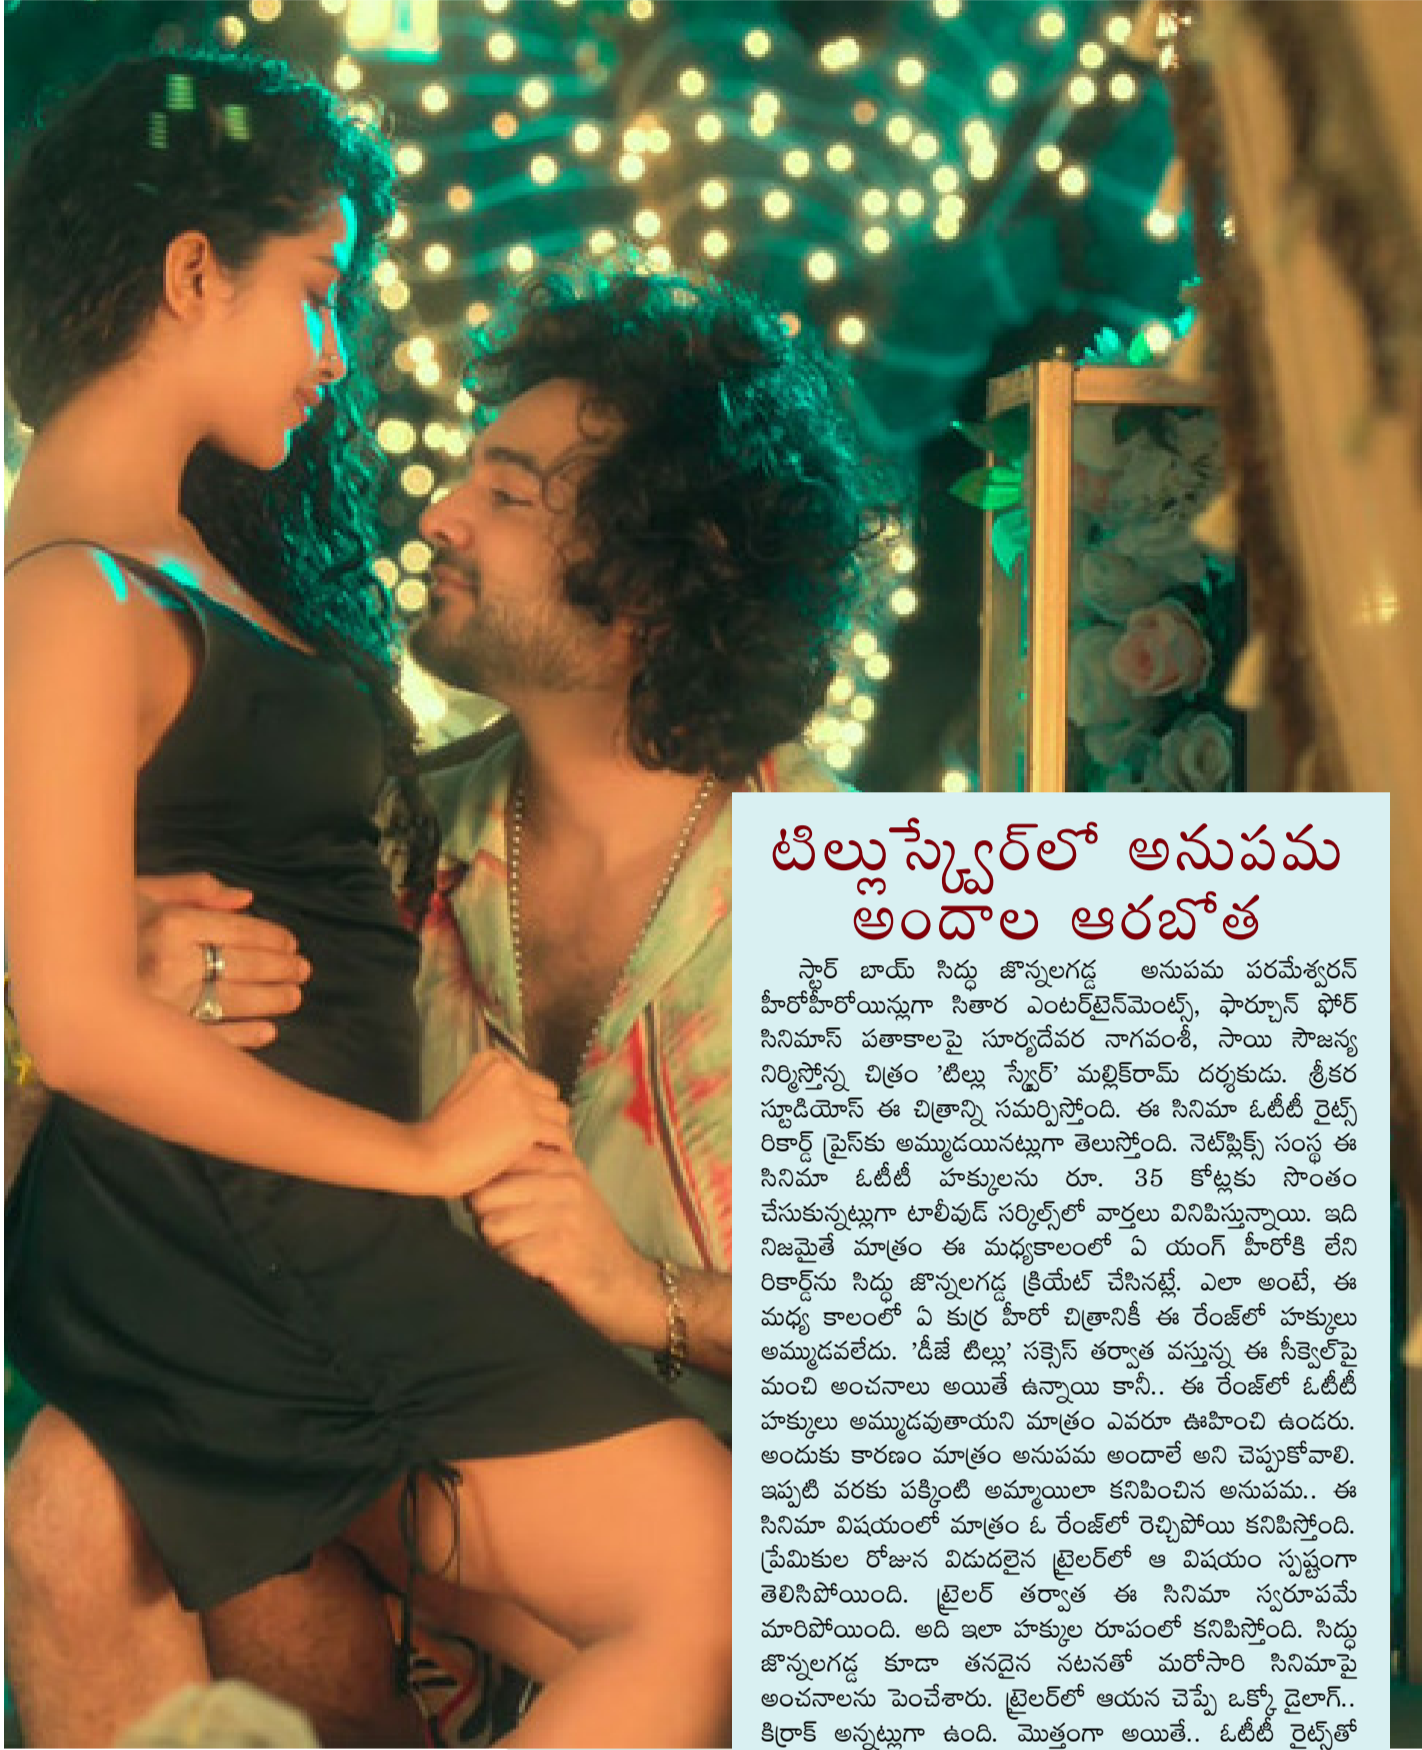 టిల్లుస్క్వేర్‌లో అనుపమ
అందాల ఆరబోత
స్టార్ బాయ్ సిద్ధు జొన్నలగడ్డ అనుపమ పరమేశ్వరన్
హీరోహీరోయిన్లుగా సితార ఎంటర్‌టైన్‌మెంట్స్, ఫార్చూన్ ఫోర్
సినిమాస్ పతాకాలపై సూర్యదేవర నాగవంశీ, సాయి సౌజన్య
నిర్మిస్తోన్న చిత్రం 'టిల్లు స్క్వేర్' మల్లిక్‌రామ్ దర్శకుడు. శ్రీకర
స్టూడియోస్ ఈ చిత్రాన్ని సమర్పిస్తోంది. ఈ సినిమా ఓటీటీ రైట్స్
రికార్డ్ ప్రైస్‌కు అమ్ముడయినట్లుగా తెలుస్తోంది. నెట్‌ప్లిక్స్ సంస్థ ఈ
సినిమా ఓటీటీ హక్కులను రూ. 35 కోట్లకు సొంతం
చేసుకున్నట్లుగా టాలీవుడ్ సర్కిల్స్‌లో వార్తలు వినిపిస్తున్నాయి. ఇది
నిజమైతే మాత్రం ఈ మధ్యకాలంలో ఏ యంగ్ హీరోకి లేని
రికార్డ్‌ను సిద్ధు జొన్నలగడ్డ క్రియేట్ చేసినట్లే. ఎలా అంటే, ఈ
మధ్య కాలంలో ఏ కుర్ర హీరో చిత్రానికీ ఈ రేంజ్‌లో హక్కులు
అమ్ముడవలేదు. 'డీజే టిల్లు' సక్సెస్ తర్వాత వస్తున్న ఈ సీక్వెల్‌పై
మంచి అంచనాలు అయితే ఉన్నాయి కానీ.. ఈ రేంజ్‌లో ఓటీటీ
హక్కులు అమ్ముడవుతాయని మాత్రం ఎవరూ ఊహించి ఉండరు.
అందుకు కారణం మాత్రం అనుపమ అందాలే అని చెప్పుకోవాలి.
ఇప్పటి వరకు పక్కింటి అమ్మాయిలా కనిపించిన అనుపమ.. ఈ
సినిమా విషయంలో మాత్రం ఓ రేంజ్‌లో రెచ్చిపోయి కనిపిస్తోంది.
ప్రేమికుల రోజున విడుదలైన ట్రైలర్‌లో ఆ విషయం స్పష్టంగా
తెలిసిపోయింది. ట్రైలర్ తర్వాత ఈ సినిమా స్వరూపమే
మారిపోయింది. అది ఇలా హక్కుల రూపంలో కనిపిస్తోంది. సిద్ధు
జొన్నలగడ్డ కూడా తనదైన నటనతో మరోసారి సినిమాపై
అంచనాలను పెంచేశారు. ట్రైలర్‌లో ఆయన చెప్పే ఒక్కో డైలాగ్..
కిర్రాక్ అన్నట్లుగా ఉంది. మొత్తంగా అయితే.. ఓటీటీ రైట్స్‌తో